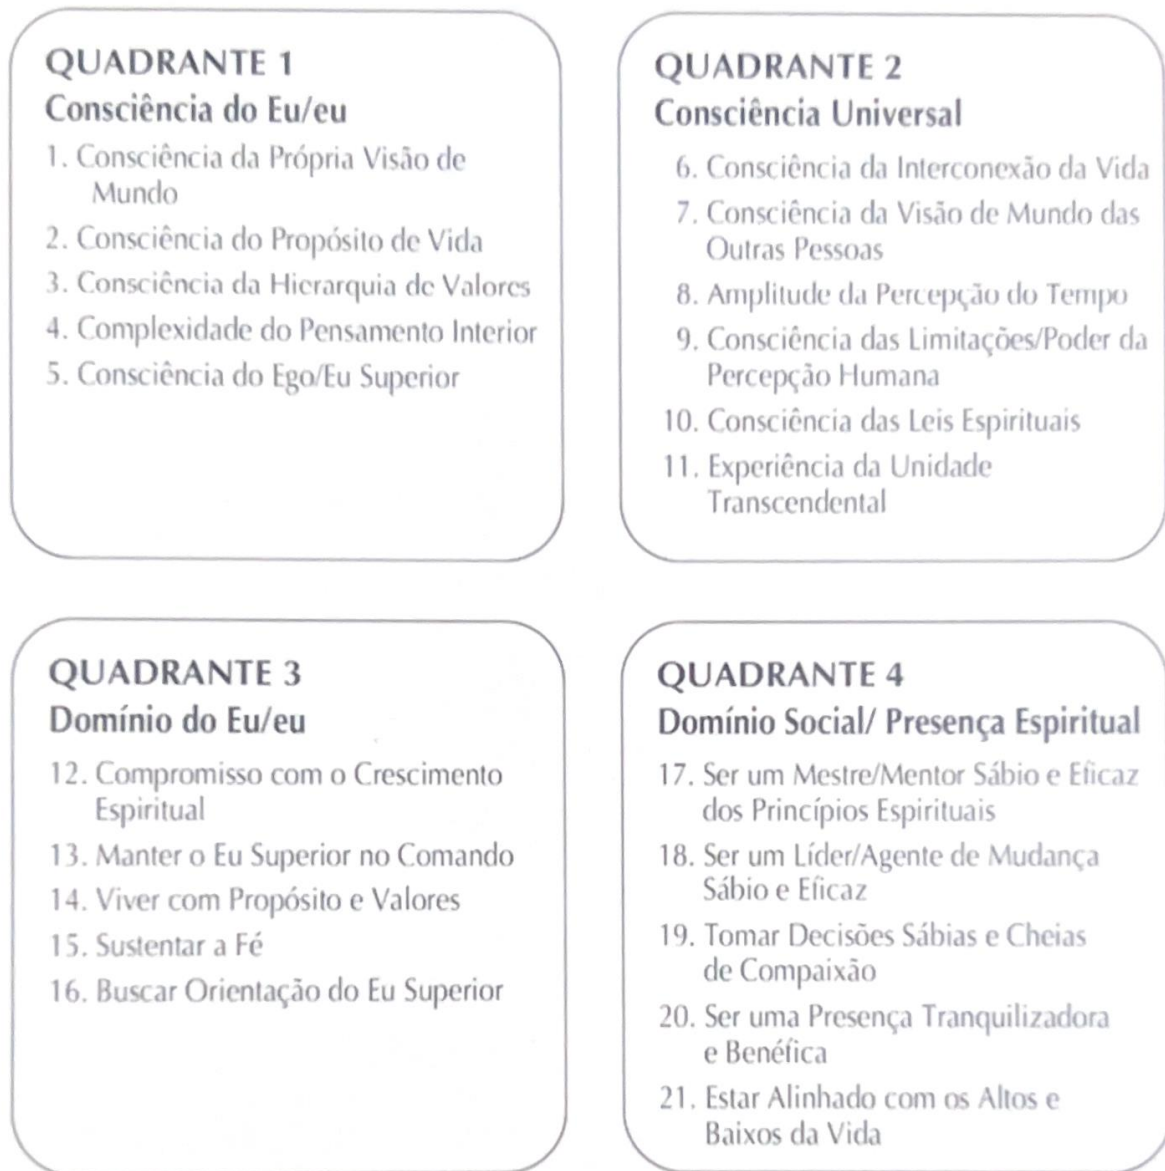 QUADRANTE 1
Consciência do Eu/eu
1. Consciência da Própria Visão de
Mundo
2. Consciência do Propósito de Vida
3. Consciência da Hierarquia de Valores
4. Complexidade do Pensamento Interior
5. Consciência do Ego/Eu Superior
QUADRANTE 2
Consciência Universal
6. Consciência da Interconexão da Vida
7. Consciência da Visão de Mundo das
Outras Pessoas
8. Amplitude da Percepção do Tempo
9. Consciência das Limitações/Poder da
Percepção Humana
10. Consciência das Leis Espirituais
11. Experiência da Unidade
Transcendental
QUADRANTE 3
Domínio do Eu/eu
12. Compromisso com o Crescimento
Espiritual
13. Manter o Eu Superior no Comando
14. Viver com Propósito e Valores
15. Sustentar a Fé
16. Buscar Orientação do Eu Superior
QUADRANTE 4
Domínio Social/ Presença Espiritual
17. Ser um Mestre/Mentor Sábio e Eficaz
dos Princípios Espirituais
18. Ser um Líder/Agente de Mudança
Sábio e Eficaz
19. Tomar Decisões Sábias e Cheias
de Compaixão
20. Ser uma Presença Tranquilizadora
e Benéfica
21. Estar Alinhado com os Altos e
Baixos da Vida